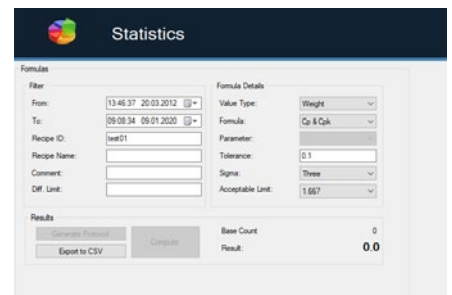 Statistics
Formulas
Filter
From: 13:46:37 20.03.2012
To: 09:08:34 09.01.2020
Recipe ID: test01
Recipe Name:
Comment:
Diff. Limit:
Formula Details
Value Type: Weight
Formula: Cp & Cpk
Parameter:
Tolerance: 0.1
Sigma: Three
Acceptable Limit: 1.667
Results
Generate Protocol
Export to CSV
Compute
Base Count 0
Result: 0.0